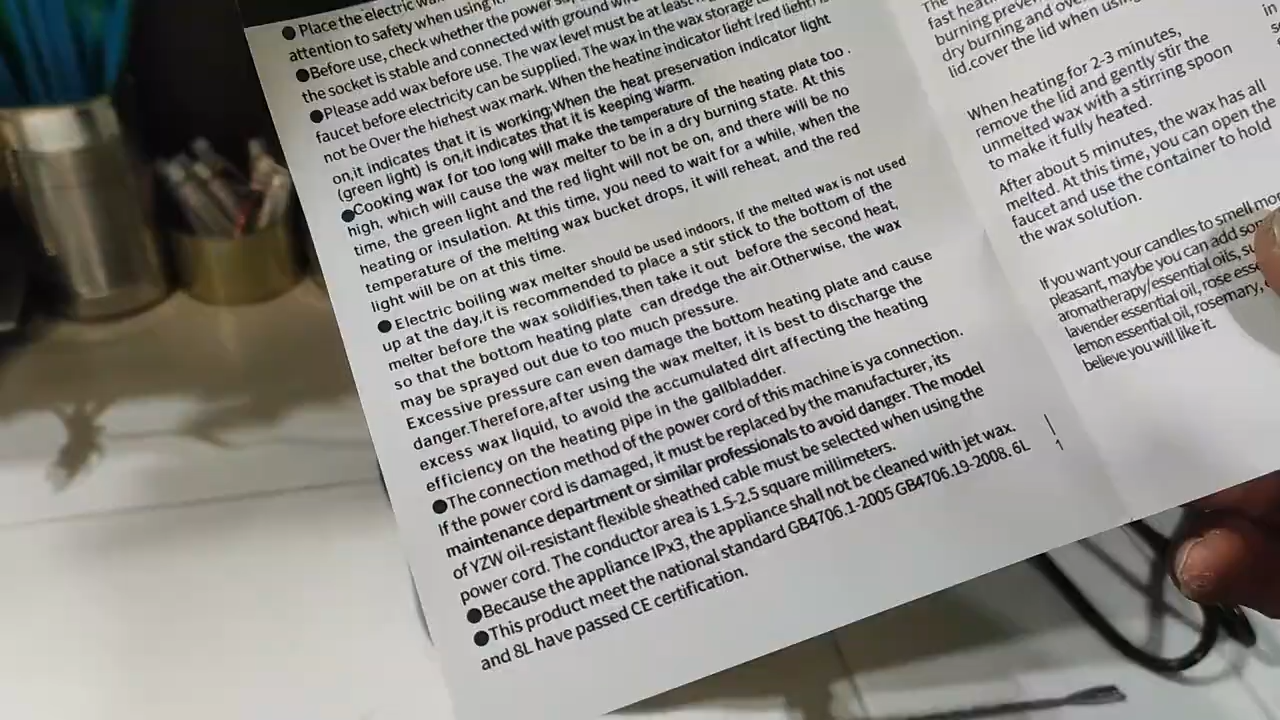 Place the electric
attention to safety when using it.
Before use, check whether the power
the socket is stable and connected with ground
Please add wax before use. The wax level must be at least
faucet before electricity can be supplied. The wax in the wax storage
not be Over the highest wax mark. When the heating indicator light (red light) is
on,it indicates that it is working;When the heat preservation indicator light
(green light) is on,it indicates that it is keeping warm.
Cooking wax for too long will make the temperature of the heating plate too
high, which will cause the wax melter to be in a dry burning state. At this
time, the green light and the red light will not be on, and there will be no
heating or insulation. At this time, you need to wait for a while, when the
temperature of the melting wax bucket drops, it will reheat, and the red
light will be on at this time.
Electric boiling wax melter should be used indoors, If the melted wax is not used
up at the day.it is recommended to place a stir stick to the bottom of the
melter before the wax solidifies,then take it out before the second heat,
so that the bottom heating plate can dredge the air.Otherwise, the wax
may be sprayed out due to too much pressure.
Excessive pressure can even damage the bottom heating plate and cause
danger.Therefore,after using the wax melter, it is best to discharge the
excess wax liquid, to avoid the accumulated dirt affecting the heating
efficiency on the heating pipe in the gallbladder.
The connection method of the power cord of this machine is ya connection.
If the power cord is damaged, it must be replaced by the manufacturer, its
maintenance department or similar professionals to avoid danger. The model
of YZW oil-resistant flexible sheathed cable must be selected when using the
power cord. The conductor area is 1.5-2.5 square millimeters.
Because the appliance IPx3, the appliance shall not be cleaned with jet wax.
This product meet the national standard GB4706.1-2005 GB4706.19-2008. 6L
and 8L have passed CE certification.
1
The
fast
burning
dry burning and
lid.cover the lid when using
When heating for 2-3 minutes,
remove the lid and gently stir the
unmelted wax with a stirring spoon
to make it fully heated.
After about 5 minutes, the wax has all
melted. At this time, you can open the
faucet and use the container to hold
the wax solution.
If you want your candles to smell
pleasant, maybe you can add
aromatherapy/essential oils,
lavender essential oil, rose
lemon essential oil, rosemary,
believe you will like it.
in